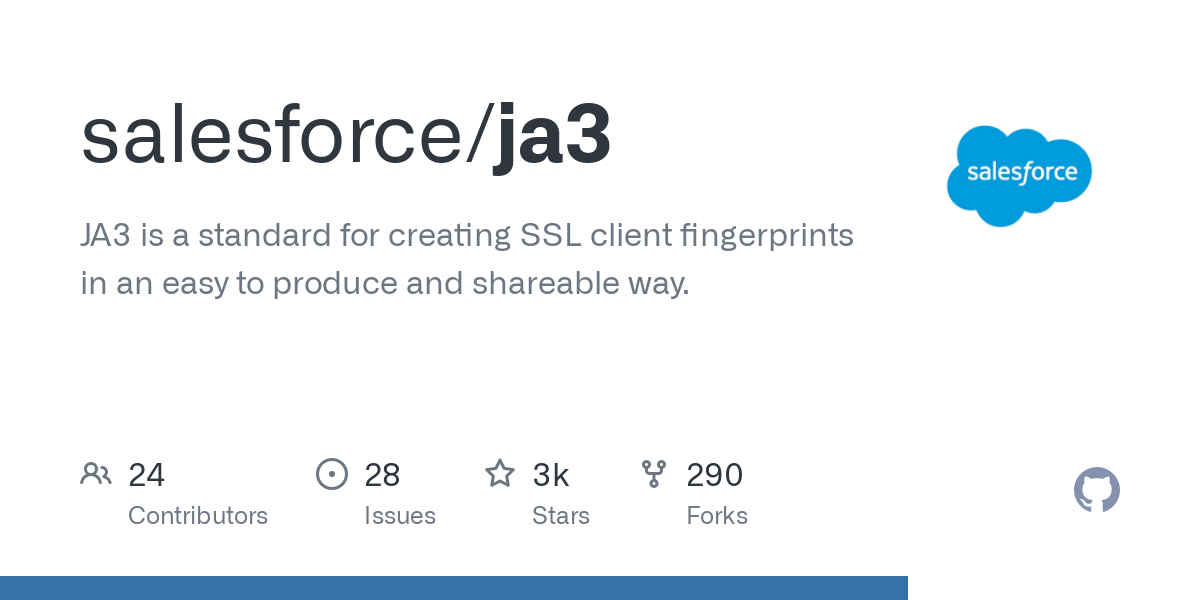 salesforce/ja3
salesforce
JA3 is a standard for creating SSL client fingerprints
in an easy to produce and shareable way.
24
Contributors
28
Issues
3k
Stars
290
Forks